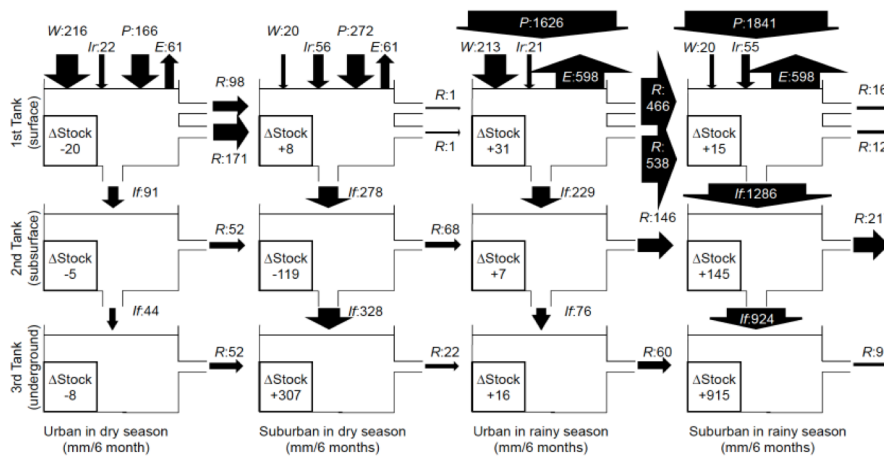 P:1626
P:1841
W:216
Ir:22
P:166
E:61
W:20
Ir:56
P:272
E:61
W:213
Ir:21
E:598
W:20
Ir:55
E:598
1st Tank
(surface)
ΔStock
-20
R:98
R:171
ΔStock
+8
R:1
R:1
ΔStock
+31
R:
466
R:
538
ΔStock
+15
R:16
R:12
If:91
If:278
If:229
If:1286
2nd Tank
(subsurface)
ΔStock
-5
R:52
ΔStock
-119
R:68
ΔStock
+7
R:146
ΔStock
+145
R:21
If:44
If:328
If:76
If:924
3rd Tank
(underground)
ΔStock
-8
R:52
ΔStock
+307
R:22
ΔStock
+16
R:60
ΔStock
+915
R:9
Urban in dry season
(mm/6 month)
Suburban in dry season
(mm/6 months)
Urban in rainy season
(mm/6 months)
Suburban in rainy season
(mm/6 months)